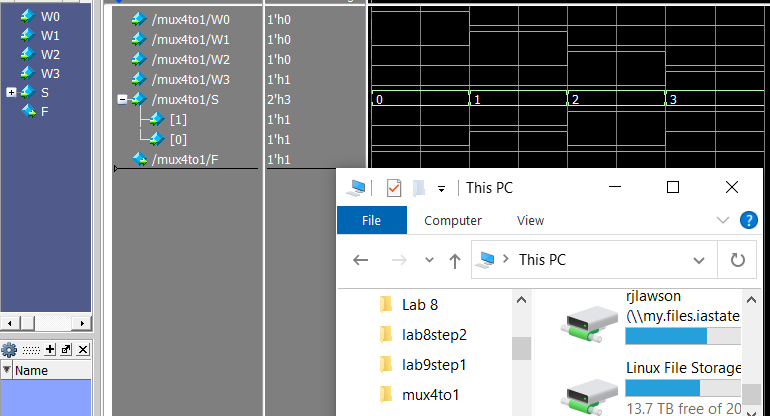 W0
W1
W2
W3
S
F
Name
/mux4to1/W0 1'h0
/mux4to1/W1 1'h0
/mux4to1/W2 1'h0
/mux4to1/W3 1'h1
/mux4to1/S 2'h3
[1] 1'h1
[0] 1'h1
/mux4to1/F 1'h1
0 1 2 3
This PC
File Computer View
This PC
Lab 8
lab8step2
lab9step1
mux4to1
rjlawson
(\\my.files.iastate.
Linux File Storage
13.7 TB free of 20